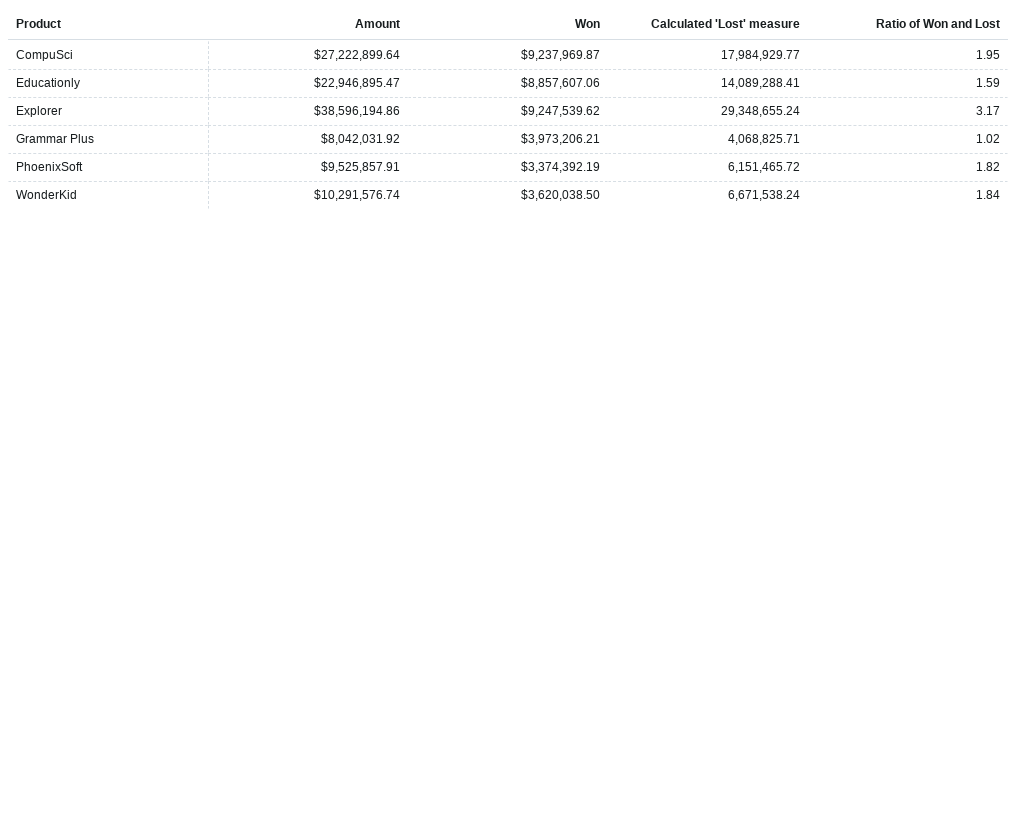 Product Amount Won Calculated 'Lost' measure Ratio of Won and Lost
CompuSci $27,222,899.64 $9,237,969.87 17,984,929.77 1.95
Educationly $22,946,895.47 $8,857,607.06 14,089,288.41 1.59
Explorer $38,596,194.86 $9,247,539.62 29,348,655.24 3.17
Grammar Plus $8,042,031.92 $3,973,206.21 4,068,825.71 1.02
PhoenixSoft $9,525,857.91 $3,374,392.19 6,151,465.72 1.82
WonderKid $10,291,576.74 $3,620,038.50 6,671,538.24 1.84